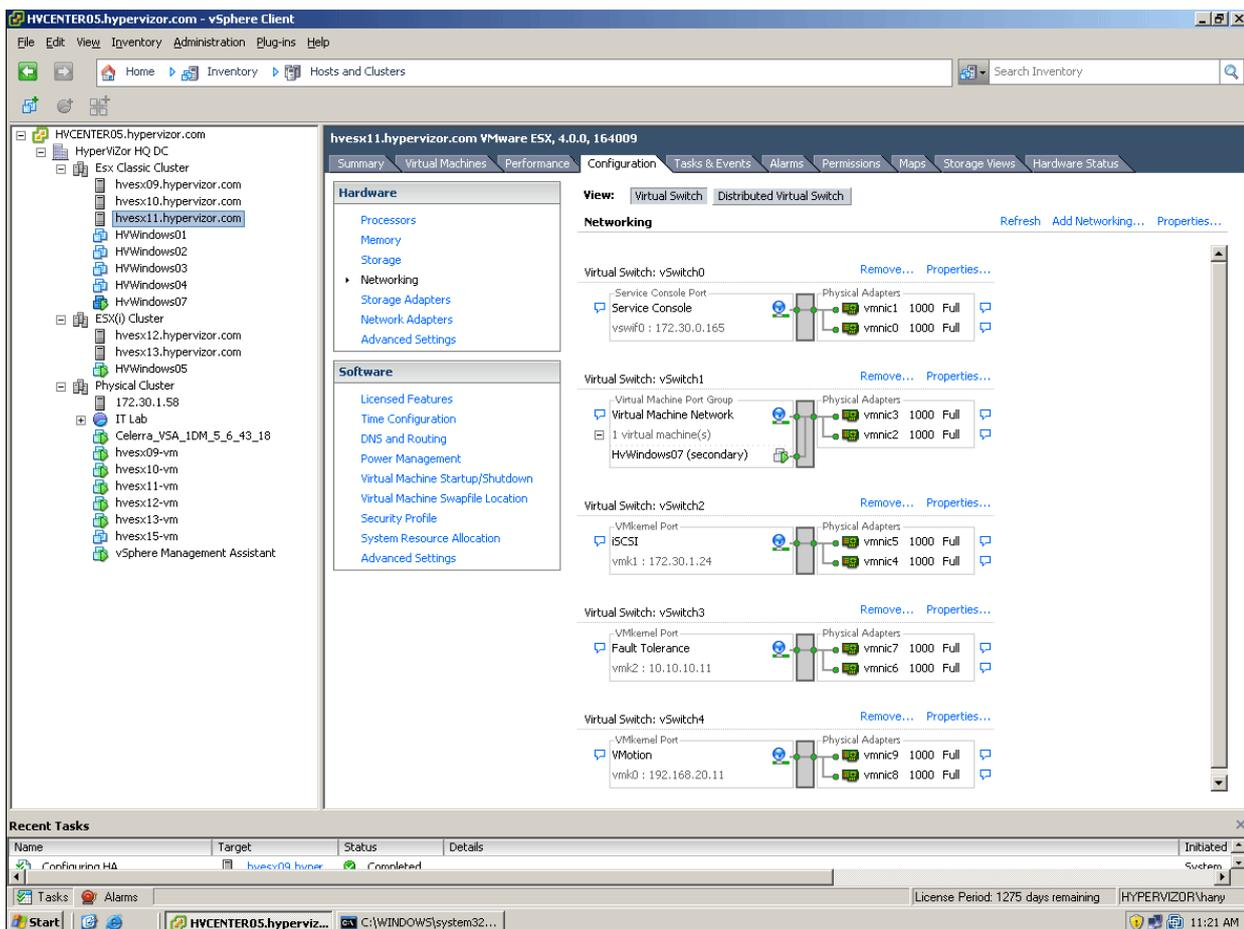 HVCENTER05.hypervizor.com - vSphere Client
File Edit View Inventory Administration Plug-ins Help
Home Inventory Hosts and Clusters Search Inventory
HVCENTER05.hypervizor.com
HyperViZor HQ DC
Esx Classic Cluster
hvesx09.hypervizor.com
hvesx10.hypervizor.com
hvesx11.hypervizor.com
HVWindows01
HVWindows02
HVWindows03
HVWindows04
HvWindows07
ESX(i) Cluster
hvesx12.hypervizor.com
hvesx13.hypervizor.com
HVWindows05
Physical Cluster
172.30.1.58
IT Lab
Celerra_VSA_1DM_5_6_43_18
hvesx09-vm
hvesx10-vm
hvesx11-vm
hvesx12-vm
hvesx13-vm
hvesx15-vm
vSphere Management Assistant
hvesx11.hypervizor.com VMware ESX, 4.0.0, 164009
Summary Virtual Machines Performance Configuration Tasks & Events Alarms Permissions Maps Storage Views Hardware Status
Hardware
Processors
Memory
Storage
Networking
Storage Adapters
Network Adapters
Advanced Settings
Software
Licensed Features
Time Configuration
DNS and Routing
Power Management
Virtual Machine Startup/Shutdown
Virtual Machine Swapfile Location
Security Profile
System Resource Allocation
Advanced Settings
View: Virtual Switch Distributed Virtual Switch
Networking Refresh Add Networking... Properties...
Virtual Switch: vSwitch0 Remove... Properties...
Service Console Port Physical Adapters
Service Console vmnic1 1000 Full
vswif0 : 172.30.0.165 vmnic0 1000 Full
Virtual Switch: vSwitch1 Remove... Properties...
Virtual Machine Port Group Physical Adapters
Virtual Machine Network vmnic3 1000 Full
1 virtual machine(s) vmnic2 1000 Full
HvWindows07 (secondary)
Virtual Switch: vSwitch2 Remove... Properties...
VMkernel Port Physical Adapters
iSCSI vmnic5 1000 Full
vmk1 : 172.30.1.24 vmnic4 1000 Full
Virtual Switch: vSwitch3 Remove... Properties...
VMkernel Port Physical Adapters
Fault Tolerance vmnic7 1000 Full
vmk2 : 10.10.10.11 vmnic6 1000 Full
Virtual Switch: vSwitch4 Remove... Properties...
VMkernel Port Physical Adapters
VMotion vmnic9 1000 Full
vmk0 : 192.168.20.11 vmnic8 1000 Full
Recent Tasks
Name Target Status Details Initiated
Configuring HA hvesx09.hyper Completed System
Tasks Alarms License Period: 1275 days remaining HYPERVIZOR\hany
Start HVCENTER05.hyperviz... C:\WINDOWS\system32... 11:21 AM